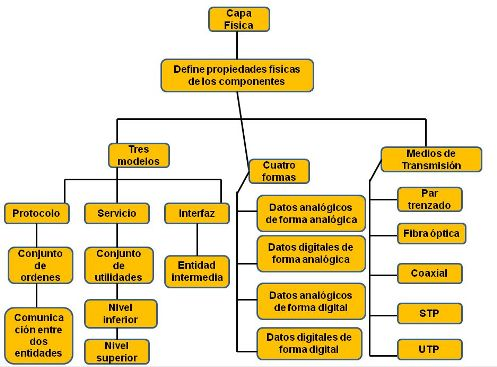 Capa
Fisica
Define propiedades físicas
de los componentes
Tres
modelos
Cuatro
formas
Medios de
Transmisión
Protocolo
Servicio
Interfaz
Conjunto
de
ordenes
Conjunto
de
utilidades
Entidad
intermedia
Comunica
ción entre
dos
entidades
Nivel
inferior
Nivel
superior
Datos analógicos
de forma analógica
Datos digitales de
forma analógica
Datos analógicos
de forma digital
Datos digitales de
forma digital
Par
trenzado
Fibra óptica
Coaxial
STP
UTP